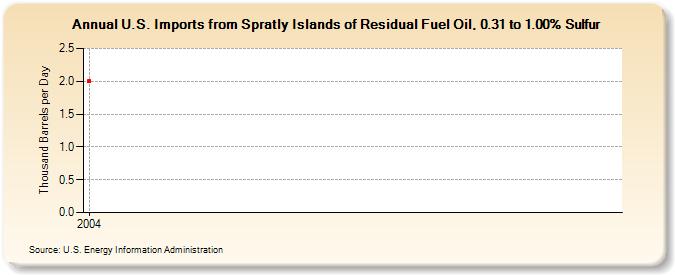 Annual U.S. Imports from Spratly Islands of Residual Fuel Oil, 0.31 to 1.00% Sulfur
Thousand Barrels per Day
2.5
2.0
1.5
1.0
0.5
0.0
2004
Source: U.S. Energy Information Administration